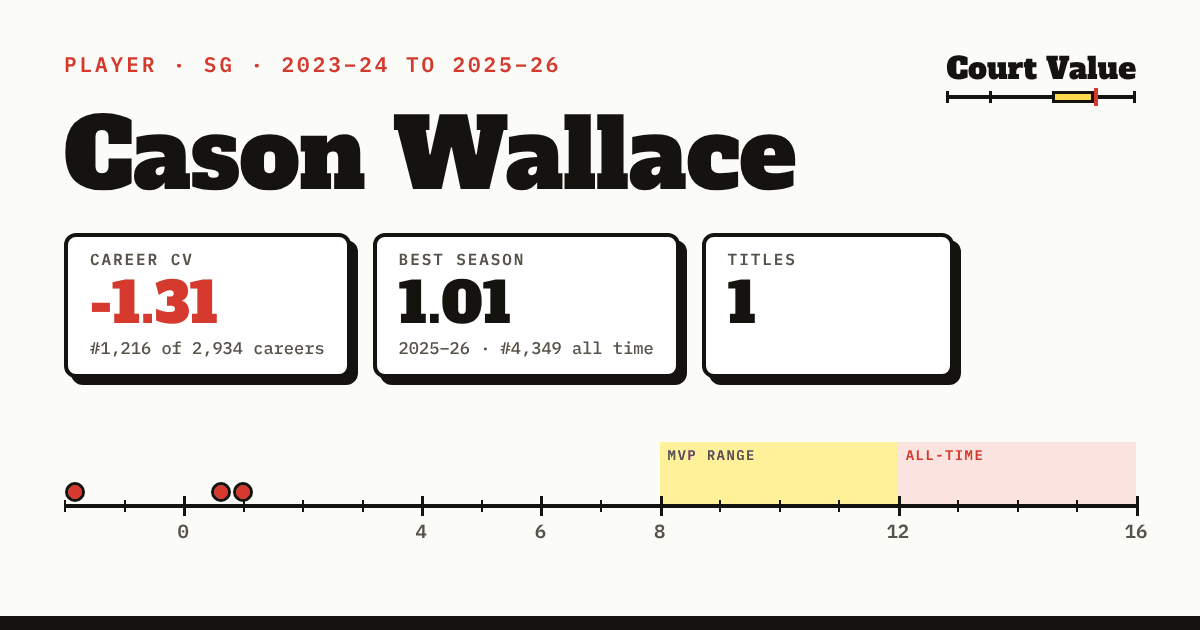 PLAYER · SG · 2023–24 TO 2025–26
Court Value
Cason Wallace
CAREER CV
-1.31
#1,216 of 2,934 careers
BEST SEASON
1.01
2025–26 · #4,349 all time
TITLES
1
MVP RANGE
ALL-TIME
0 4 6 8 12 16